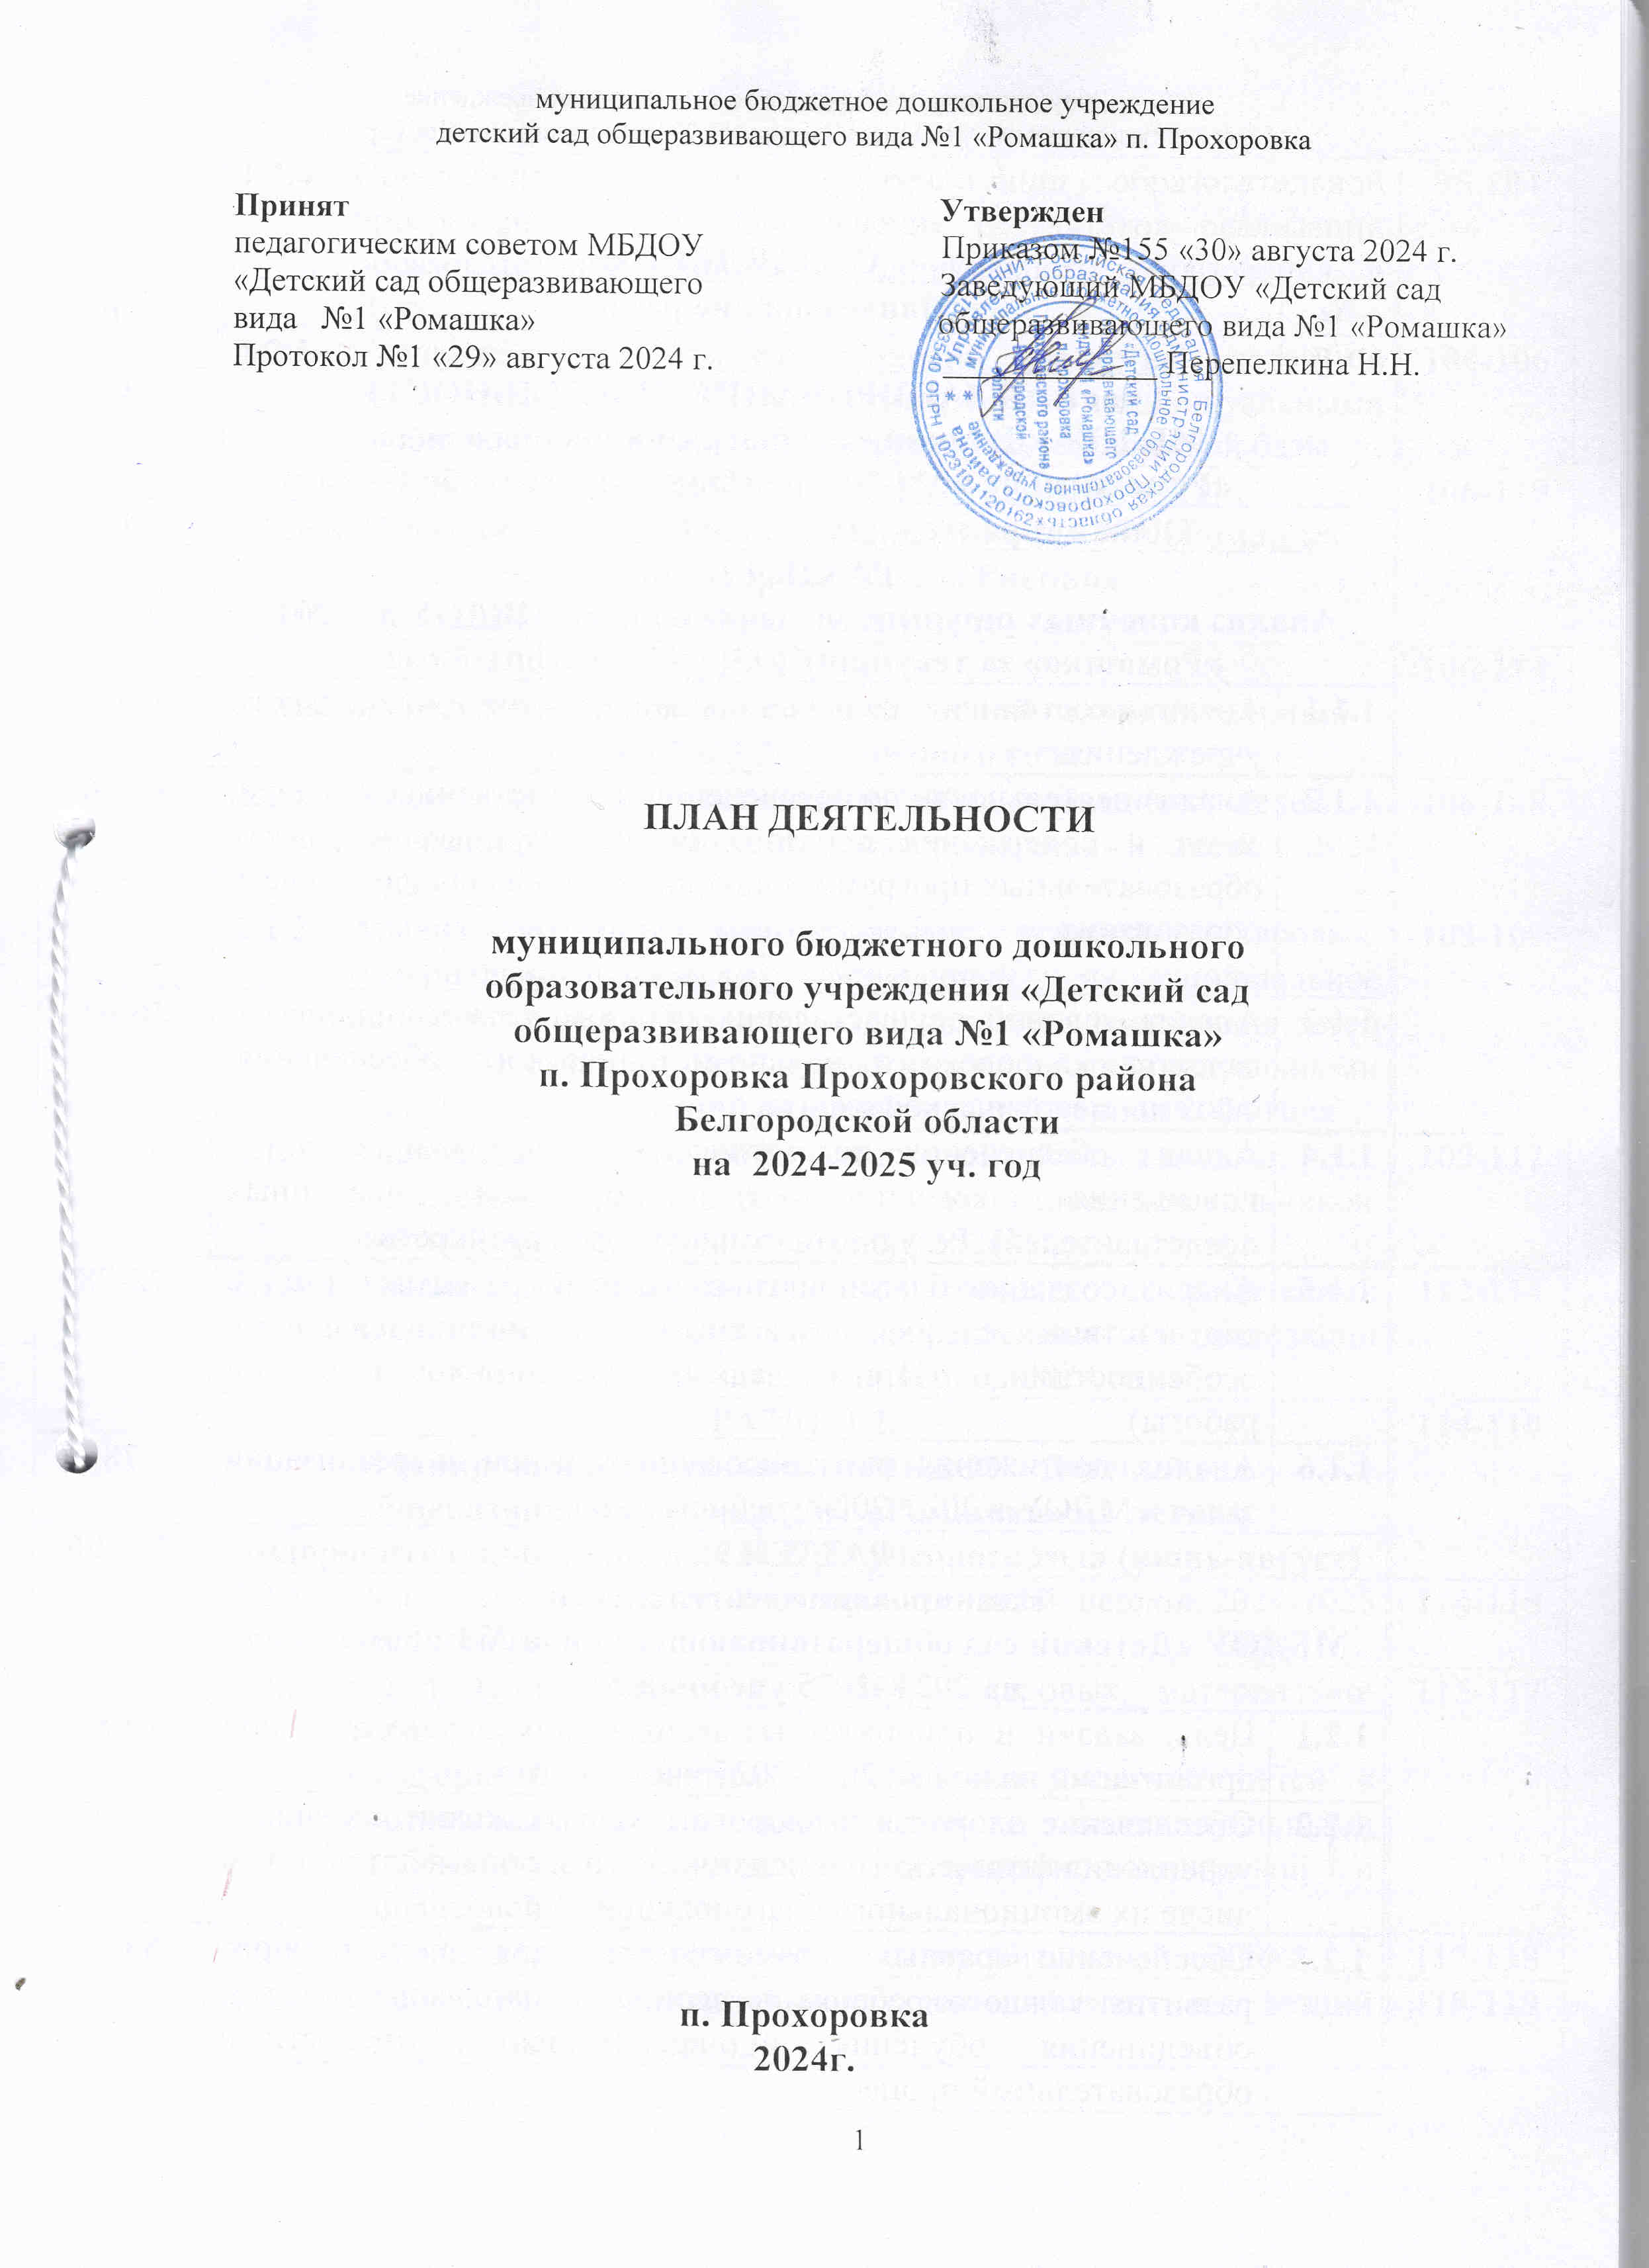 муниципальное бюджетное дошкольное учреждение
детский сад общеразвивающего вида №1 «Ромашка» п. Прохоровка
Принят
педагогическим советом МБДОУ
«Детский сад общеразвивающего
вида №1 «Ромашка»
Протокол №1 «29» августа 2024 г.
Утвержден
Приказом №155 «30» августа 2024 г.
Заведующий МБДОУ «Детский сад
общеразвивающего вида №1 «Ромашка»
Перепелкина Н.Н.
ПЛАН ДЕЯТЕЛЬНОСТИ
муниципального бюджетного дошкольного
образовательного учреждения «Детский сад
общеразвивающего вида №1 «Ромашка»
п. Прохоровка Прохоровского района
Белгородской области
на 2024-2025 уч. год
п. Прохоровка
2024г.
1